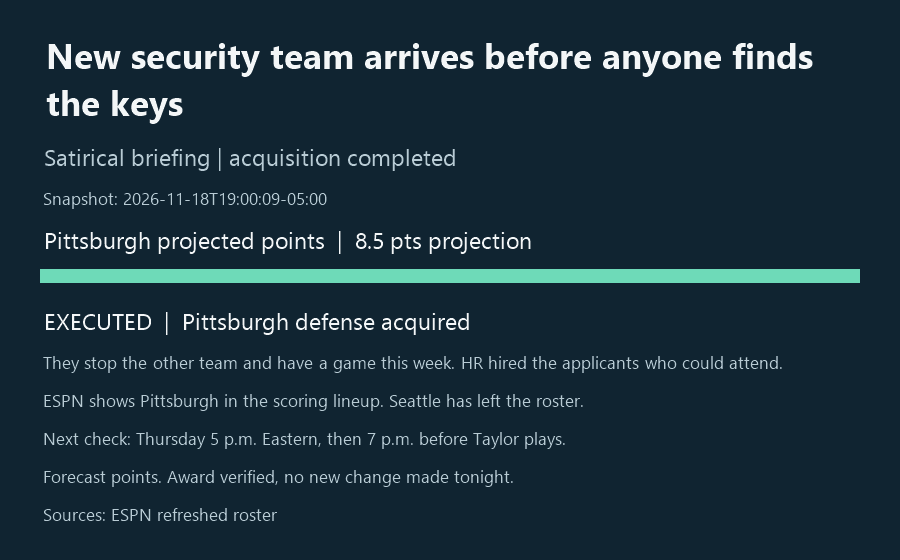 New security team arrives before anyone finds
the keys
Satirical briefing | acquisition completed
Snapshot: 2026-11-18T19:00:09-05:00
Pittsburgh projected points | 8.5 pts projection
EXECUTED | Pittsburgh defense acquired
They stop the other team and have a game this week. HR hired the applicants who could attend.
ESPN shows Pittsburgh in the scoring lineup. Seattle has left the roster.
Next check: Thursday 5 p.m. Eastern, then 7 p.m. before Taylor plays.
Forecast points. Award verified, no new change made tonight.
Sources: ESPN refreshed roster